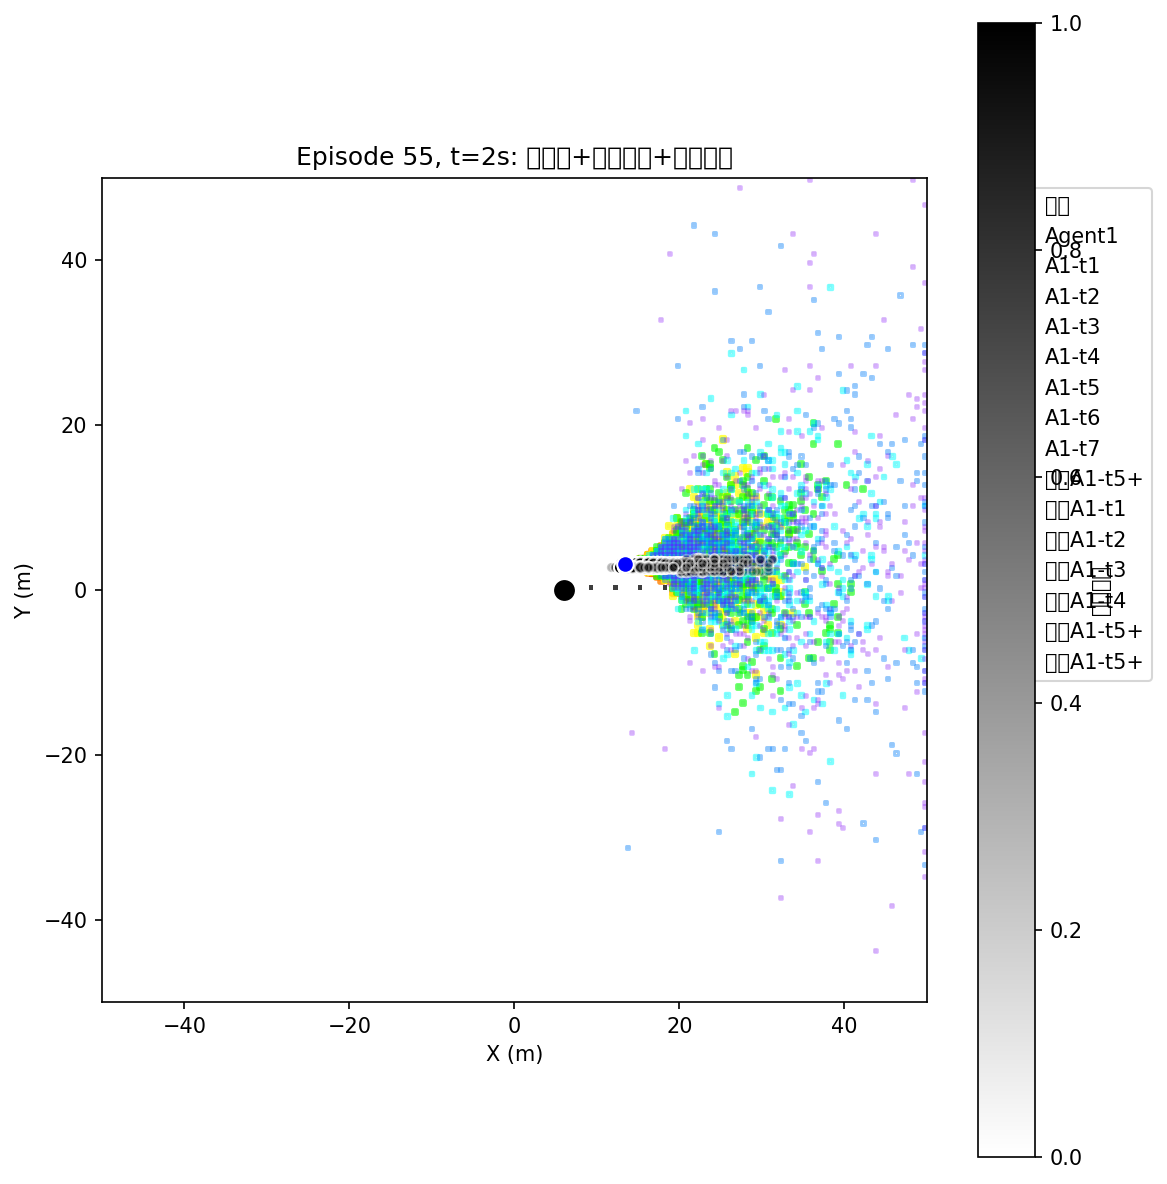 Episode 55, t=2s: □□□+□□□□+□□□□
40
20
0
−20
−40
Y (m)
−40
−20
0
20
40
X (m)
1.0
0.8
0.6
0.4
0.2
0.0
□□□
□□
Agent1
A1-t1
A1-t2
A1-t3
A1-t4
A1-t5
A1-t6
A1-t7
□□A1-t5+
□□A1-t1
□□A1-t2
□□A1-t3
□□A1-t4
□□A1-t5+
□□A1-t5+